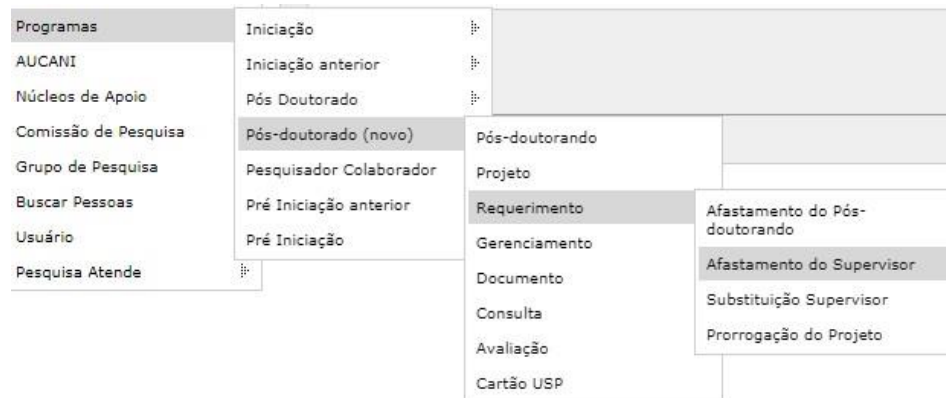 Programas
AUCANI
Núcleos de Apoio
Comissão de Pesquisa
Grupo de Pesquisa
Buscar Pessoas
Usuário
Pesquisa Atende
Iniciação
Iniciação anterior
Pós Doutorado
Pós-doutorado (novo)
Pesquisador Colaborador
Pré Iniciação anterior
Pré Iniciação
Pós-doutorando
Projeto
Requerimento
Gerenciamento
Documento
Consulta
Avaliação
Cartão USP
Afastamento do Pós-
doutorando
Afastamento do Supervisor
Substituição Supervisor
Prorrogação do Projeto